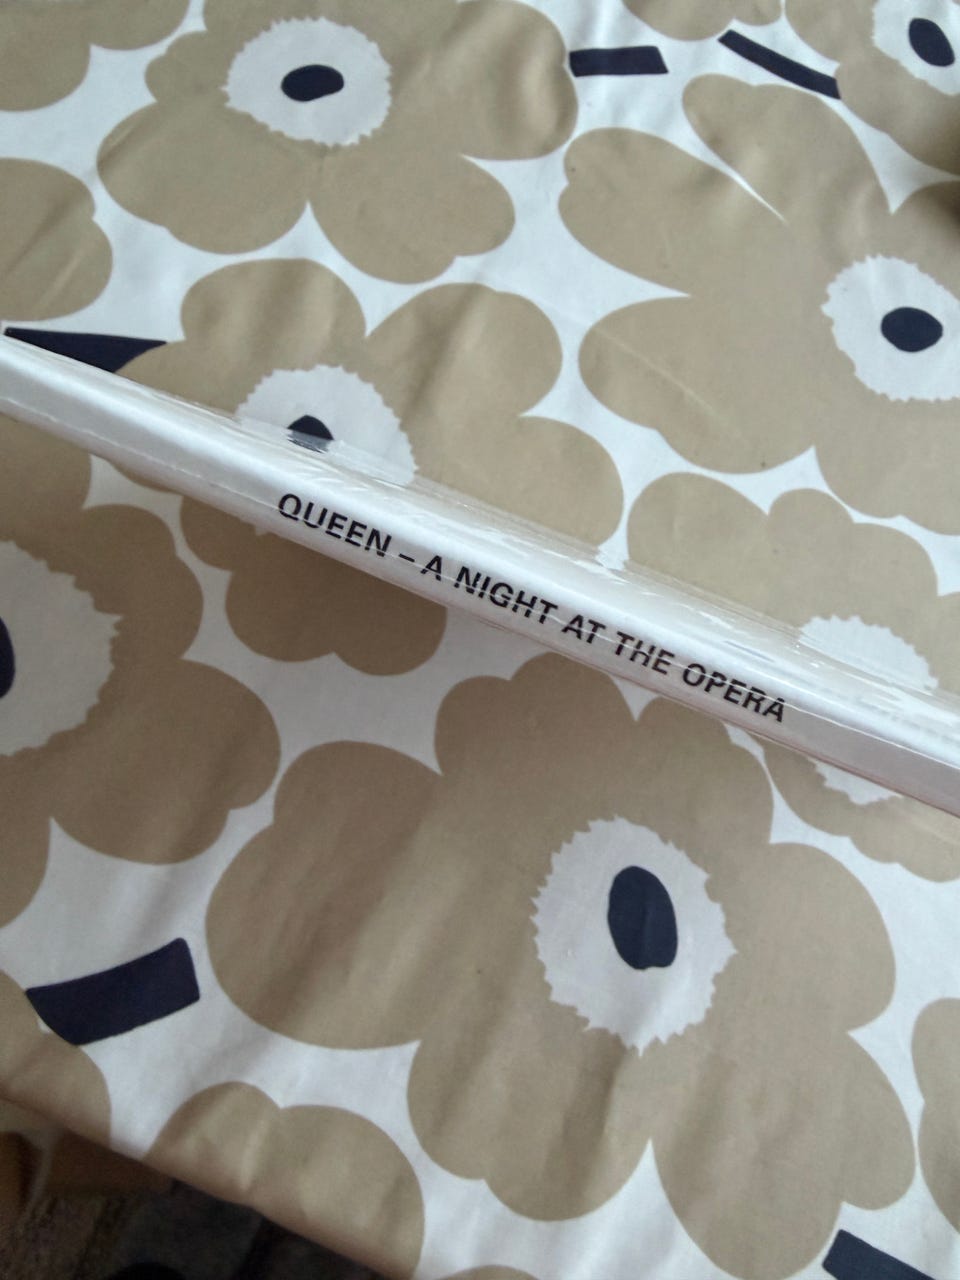 QUEEN – A NIGHT AT THE OPERA